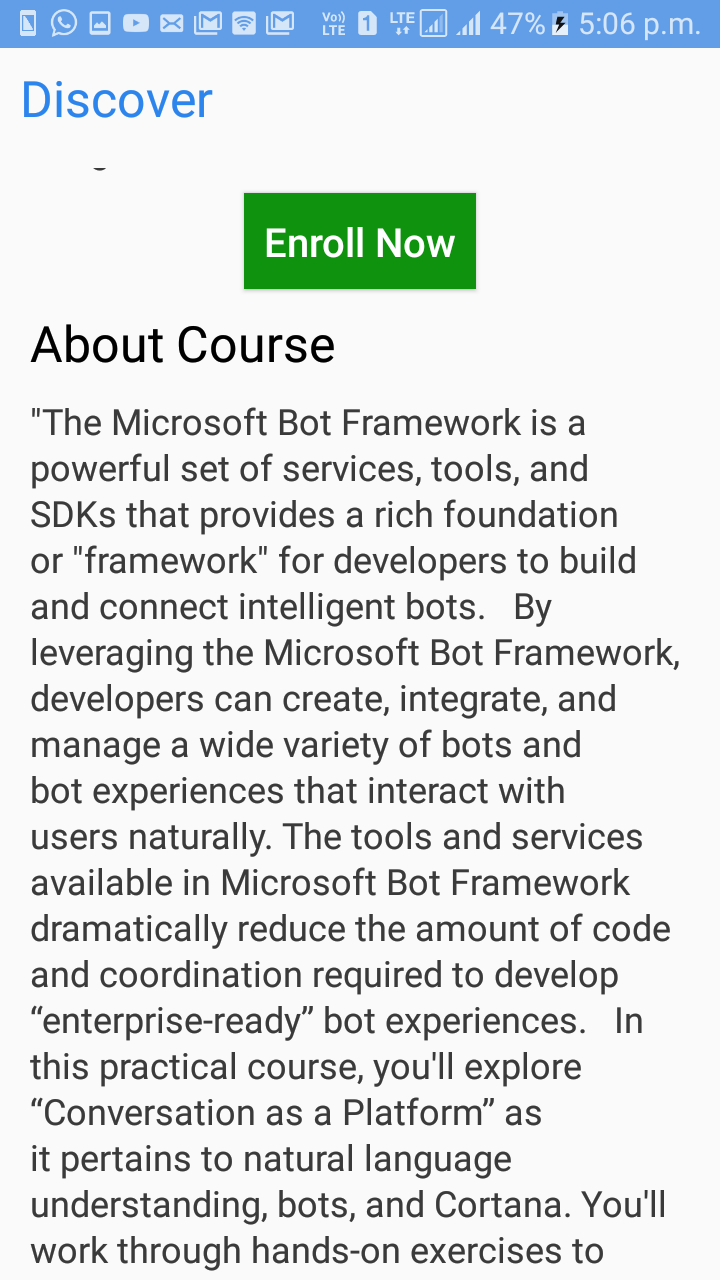 Vo)) LTE 1 LTE 47% 5:06 p.m.
Discover
Enroll Now
About Course
"The Microsoft Bot Framework is a
powerful set of services, tools, and
SDKs that provides a rich foundation
or "framework" for developers to build
and connect intelligent bots.   By
leveraging the Microsoft Bot Framework,
developers can create, integrate, and
manage a wide variety of bots and
bot experiences that interact with
users naturally. The tools and services
available in Microsoft Bot Framework
dramatically reduce the amount of code
and coordination required to develop
“enterprise-ready” bot experiences.   In
this practical course, you'll explore
“Conversation as a Platform” as
it pertains to natural language
understanding, bots, and Cortana. You'll
work through hands-on exercises to